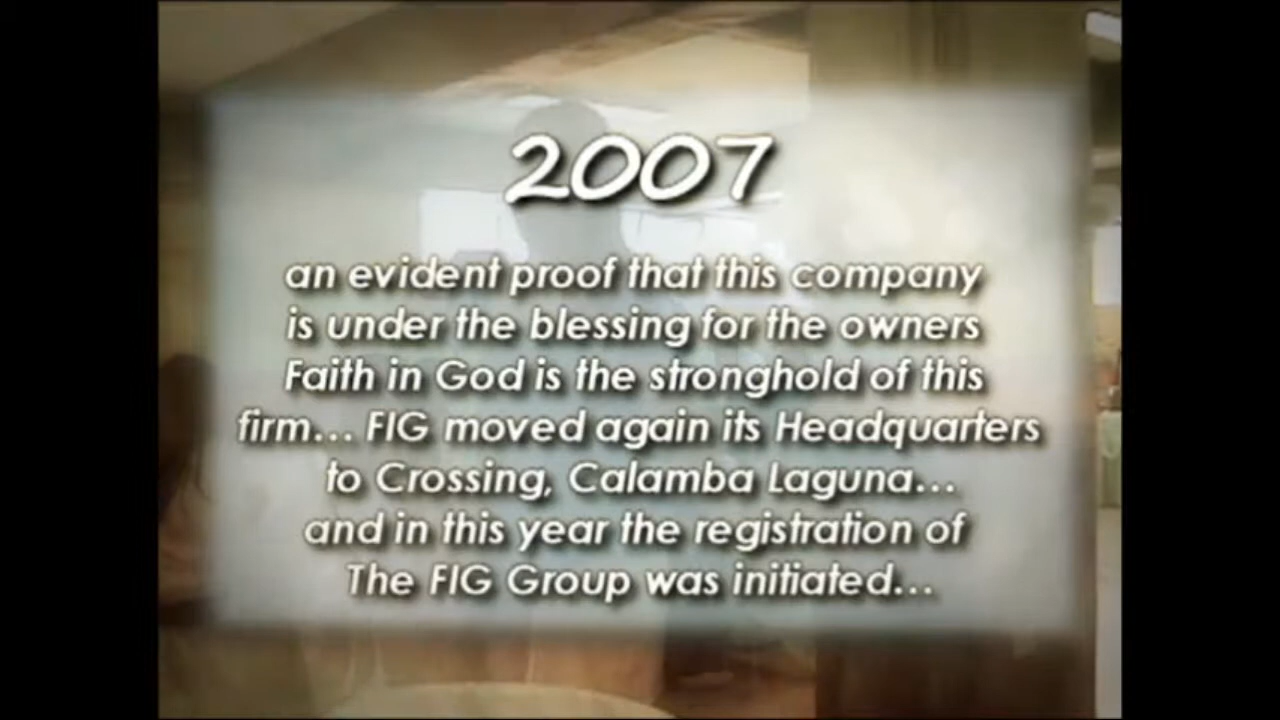 2007
an evident proof that this company
is under the blessing for the owners
Faith in God is the stronghold of this
firm... FIG moved again its Headquarters
to Crossing, Calamba Laguna...
and in this year the registration of
The FIG Group was initiated...